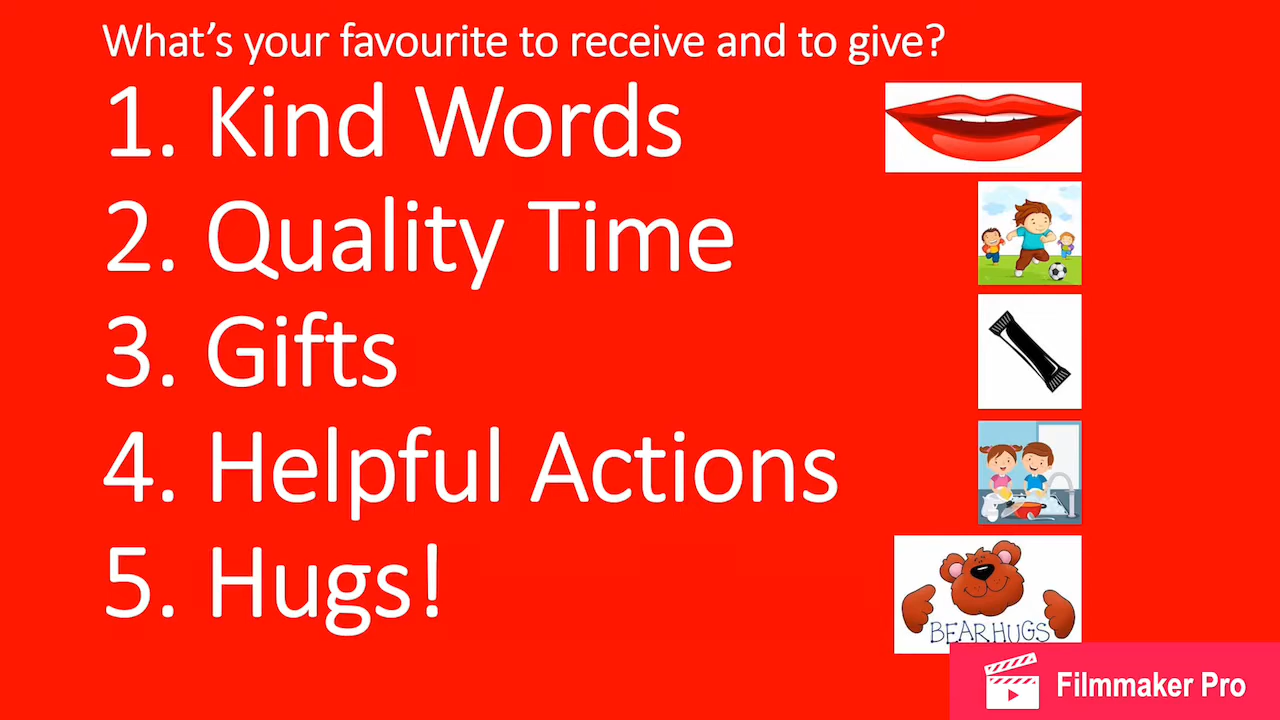 What's your favourite to receive and to give?
1. Kind Words
2. Quality Time
3. Gifts
4. Helpful Actions
5. Hugs!
BEAR HUGS
Filmmaker Pro